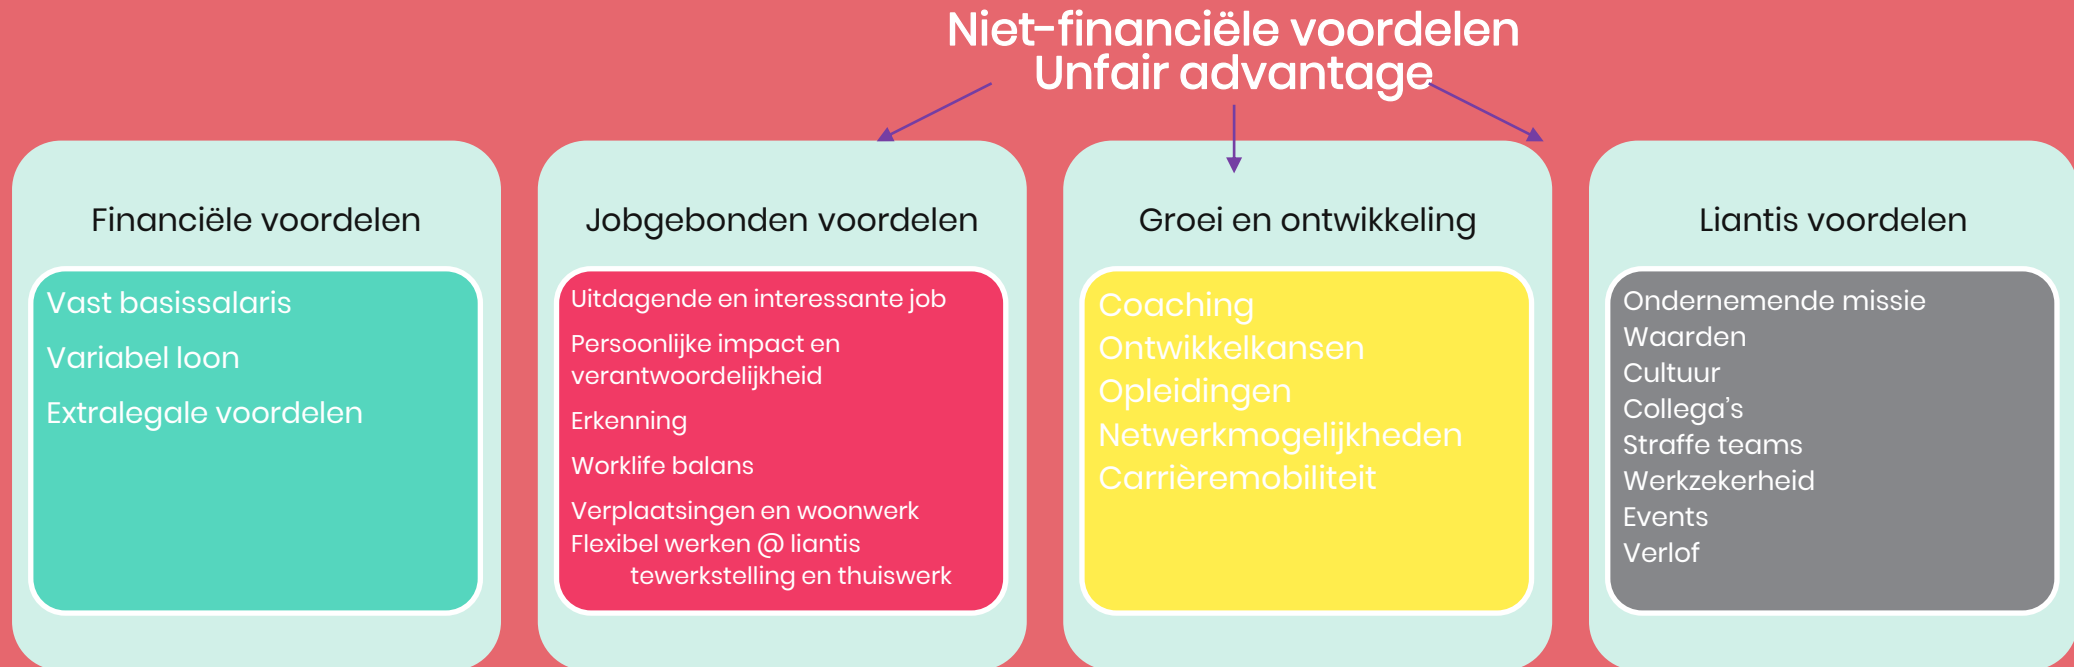 Niet-financiële voordelen
Unfair advantage
Financiële voordelen
Vast basissalaris
Variabel loon
Extralegale voordelen
Jobgebonden voordelen
Uitdagende en interessante job
Persoonlijke impact en
verantwoordelijkheid
Erkenning
Worklife balans
Verplaatsingen en woonwerk
Flexibel werken @ liantis
tewerkstelling en thuiswerk
Groei en ontwikkeling
Coaching
Ontwikkelkansen
Opleidingen
Netwerkmogelijkheden
Carrièremobiliteit
Liantis voordelen
Ondernemende missie
Waarden
Cultuur
Collega's
Straffe teams
Werkzekerheid
Events
Verlof